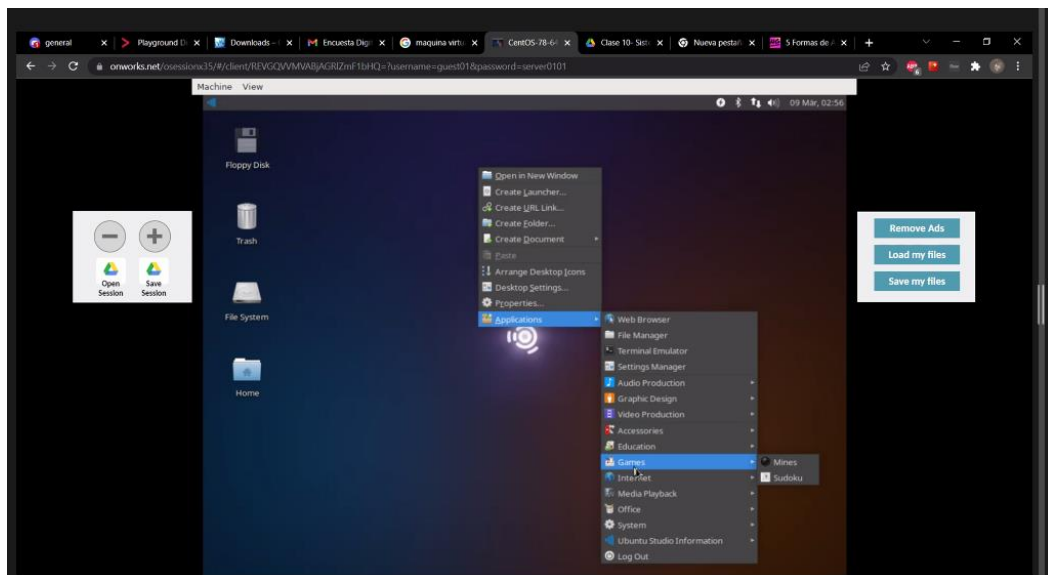 general
Playground D
Downloads –
Encuesta Digi
maquina virtu
CentOS-78-64
Clase 10- Sist
Nueva pestañ
5 Formas de A
onworks.net/osessionx35/#/client/
?username=guest01&password=server0101
Machine View
09 Mar, 02:56
Floppy Disk
Trash
File System
Home
Open Session
Save Session
Open in New Window
Create Launcher...
Create URL Link...
Create Folder...
Create Document
Paste
Arrange Desktop Icons
Desktop Settings...
Properties...
Applications
Web Browser
File Manager
Terminal Emulator
Settings Manager
Audio Production
Graphic Design
Video Production
Accessories
Education
Games
Internet
Media Playback
Office
System
Ubuntu Studio Information
Log Out
Mines
Sudoku
Remove Ads
Load my files
Save my files